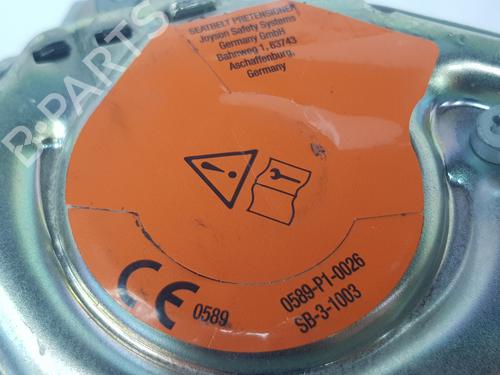 SEATBELT PRETENSIONER
Joyson Safety Systems
Germany GmbH
Bahnweg 1, 63743
Aschaffenburg,
Germany
CE 0589
0589-P1-0026
SB-3-1003
B-PARTS